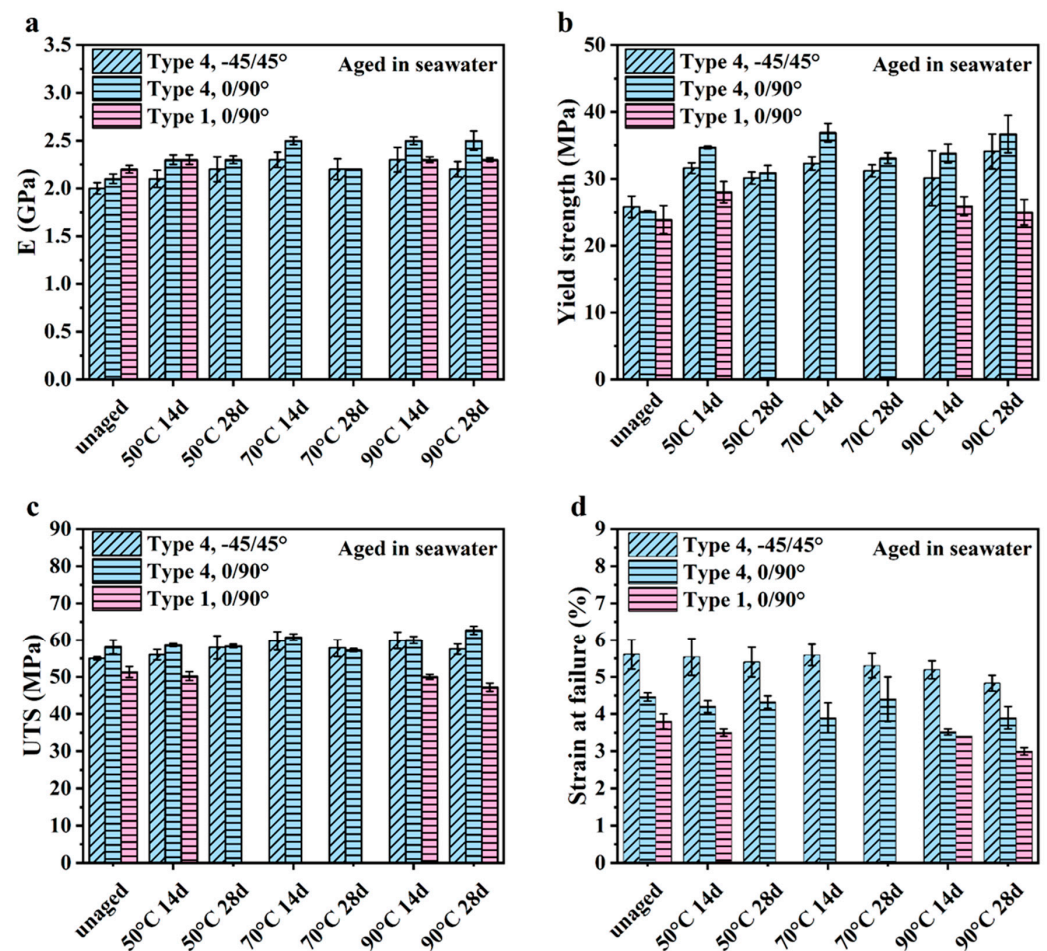 a
3.5
3.0
2.5
2.0
1.5
1.0
0.5
0.0
E (GPa)
Type 4, -45/45°
Type 4, 0/90°
Type 1, 0/90°
Aged in seawater
unaged
50°C 14d
50°C 28d
70°C 14d
70°C 28d
90°C 14d
90°C 28d
b
50
40
30
20
10
0
Yield strength (MPa)
Type 4, -45/45°
Type 4, 0/90°
Type 1, 0/90°
Aged in seawater
unaged
50C 14d
50C 28d
70C 14d
70C 28d
90C 14d
90C 28d
c
90
80
70
60
50
40
30
20
10
0
UTS (MPa)
Type 4, -45/45°
Type 4, 0/90°
Type 1, 0/90°
Aged in seawater
unaged
50°C 14d
50°C 28d
70°C 14d
70°C 28d
90°C 14d
90°C 28d
d
9
8
7
6
5
4
3
2
1
0
Strain at failure (%)
Type 4, -45/45°
Type 4, 0/90°
Type 1, 0/90°
Aged in seawater
unaged
50°C 14d
50°C 28d
70°C 14d
70°C 28d
90°C 14d
90°C 28d